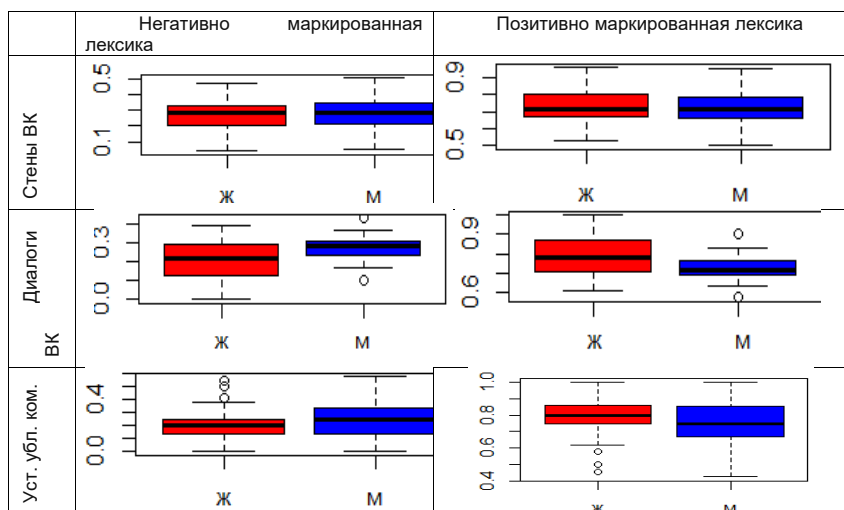 Негативно маркированная
лексика
Позитивно маркированная лексика
Стены ВК
0.5
0.1
ж
м
0.9
0.5
ж
м
Диалоги
ВК
0.3
0.0
ж
м
0.9
0.6
ж
м
Уст. убл. ком.
0.4
0.0
ж
м
1.0
0.8
0.6
0.4
ж
м